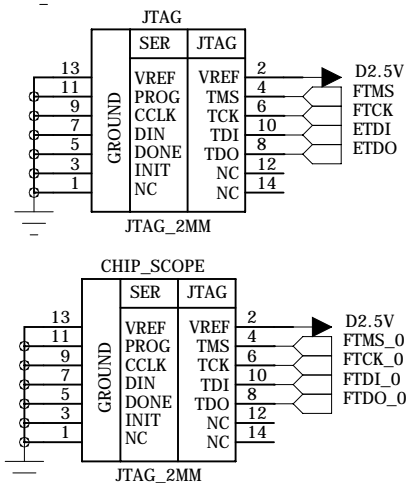 JTAG
SER JTAG
13 VREF VREF 2 D2.5V
11 PROG TMS 4 FTMS
9 CCLK TCK 6 FTCK
7 DIN TDI 10 ETDI
5 DONE TDO 8 ETDO
3 INIT NC 12
1 NC NC 14
GROUND
JTAG_2MM
CHIP_SCOPE
SER JTAG
13 VREF VREF 2 D2.5V
11 PROG TMS 4 FTMS_0
9 CCLK TCK 6 FTCK_0
7 DIN TDI 10 FTDI_0
5 DONE TDO 8 FTDO_0
3 INIT NC 12
1 NC NC 14
GROUND
JTAG_2MM